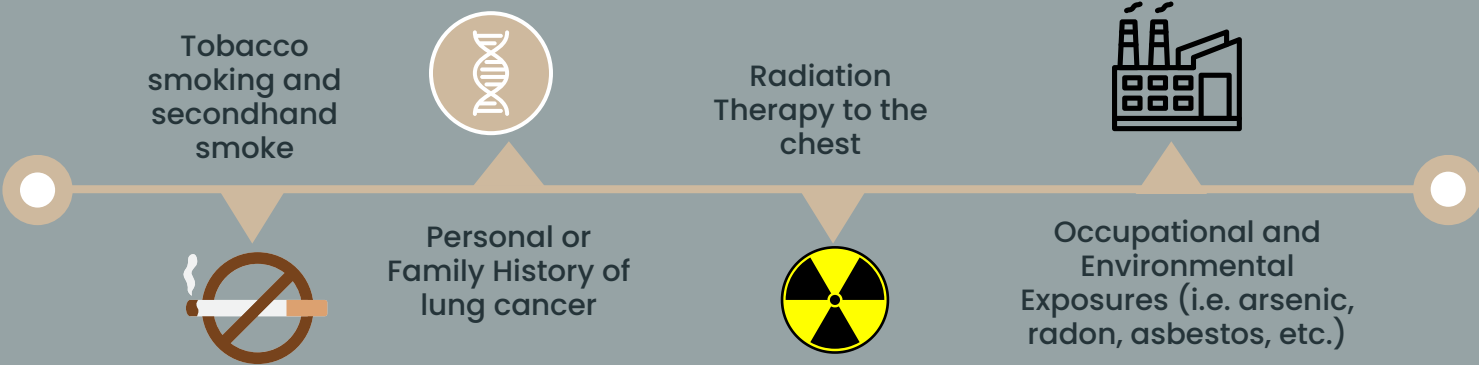 Tobacco
smoking and
secondhand
smoke
Personal or
Family History of
lung cancer
Radiation
Therapy to the
chest
Occupational and
Environmental
Exposures (i.e. arsenic,
radon, asbestos, etc.)